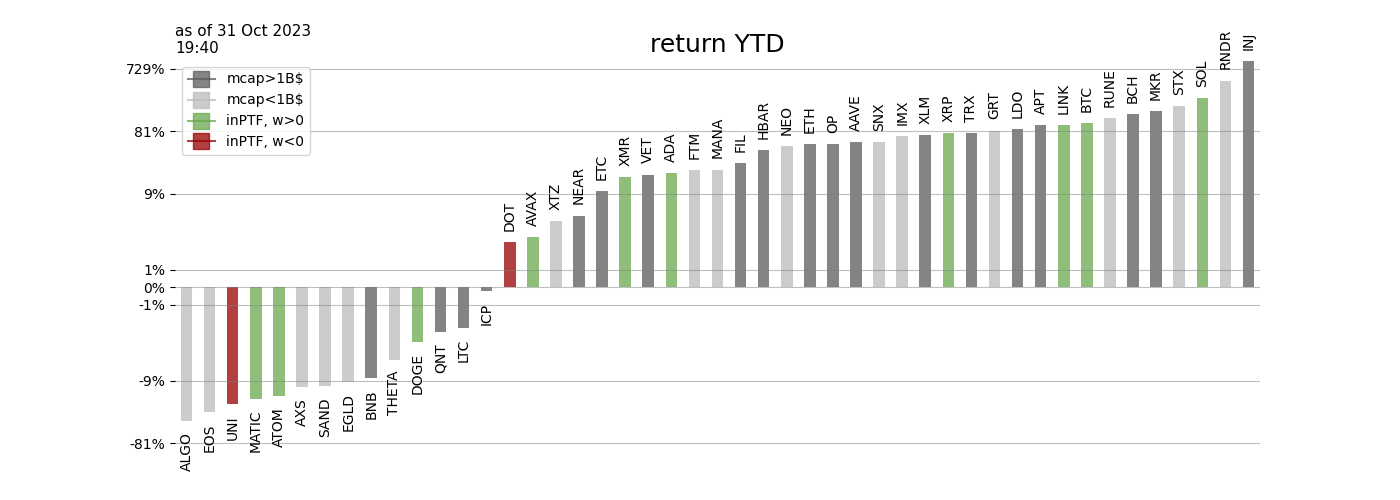 as of 31 Oct 2023
19:40
return YTD
729%
81%
9%
1%
0%
-1%
-9%
-81%
mcap>1B$
mcap<1B$
inPTF, w>0
inPTF, w<0
ALGO
EOS
UNI
MATIC
ATOM
AXS
SAND
EGLD
BNB
THETA
DOGE
QNT
LTC
ICP
DOT
AVAX
XTZ
NEAR
ETC
XMR
VET
ADA
FTM
MANA
FIL
HBAR
NEO
ETH
OP
AAVE
SNX
IMX
XLM
XRP
TRX
GRT
LDO
APT
LINK
BTC
RUNE
BCH
MKR
STX
SOL
RNDR
INJ